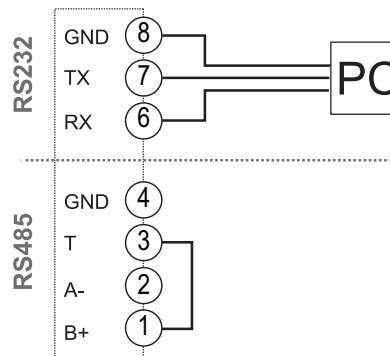 RS232
GND 8
TX 7
RX 6
PC
RS485
GND 4
T 3
A- 2
B+ 1